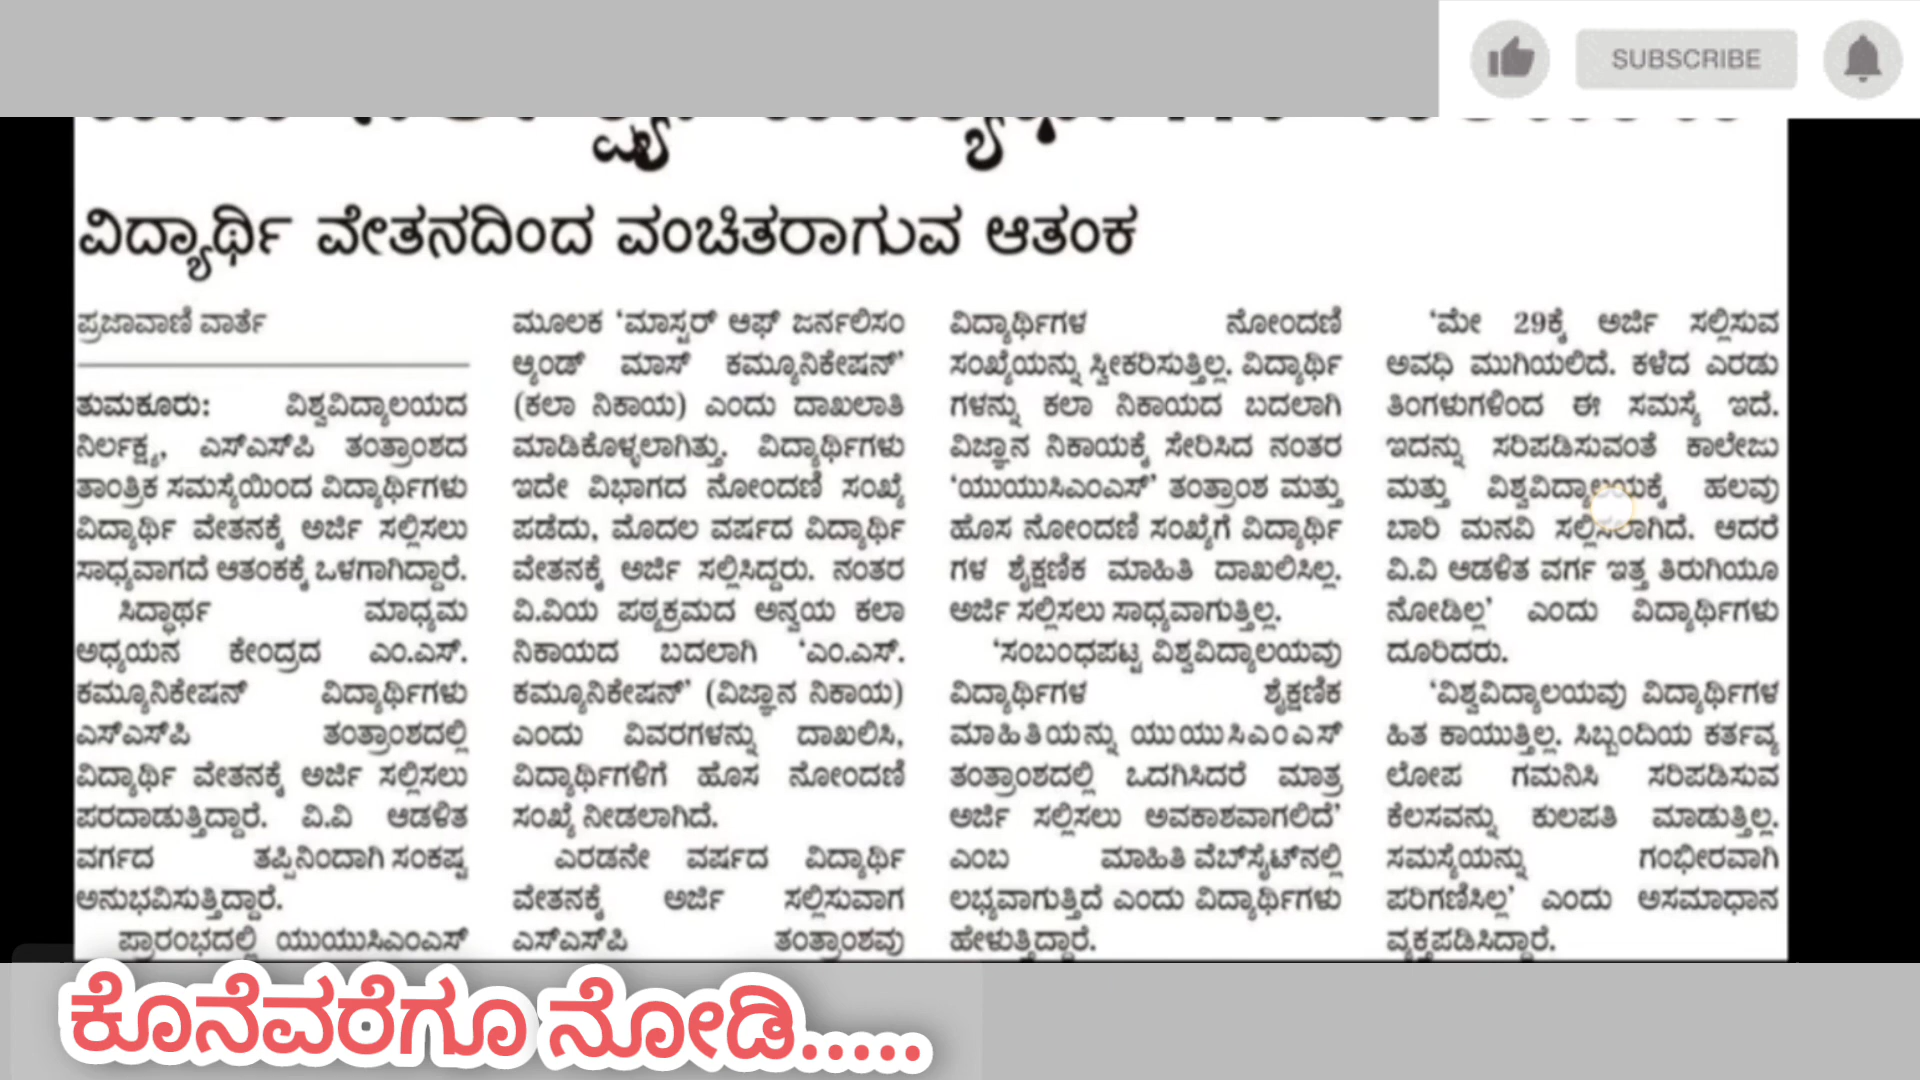 SUBSCRIBE
ವಿದ್ಯಾರ್ಥಿ ವೇತನದಿಂದ ವಂಚಿತರಾಗುವ ಆತಂಕ
ಪ್ರಜಾವಾಣಿ ವಾರ್ತೆ
ತುಮಕೂರು: ವಿಶ್ವವಿದ್ಯಾಲಯದ
ನಿರ್ಲಕ್ಷ್ಯ, ಎಸ್‌ಎಸ್‌ಪಿ ತಂತ್ರಾಂಶದ
ತಾಂತ್ರಿಕ ಸಮಸ್ಯೆಯಿಂದ ವಿದ್ಯಾರ್ಥಿಗಳು
ವಿದ್ಯಾರ್ಥಿ ವೇತನಕ್ಕೆ ಅರ್ಜಿ ಸಲ್ಲಿಸಲು
ಸಾಧ್ಯವಾಗದೆ ಆತಂಕಕ್ಕೆ ಒಳಗಾಗಿದ್ದಾರೆ.
ಸಿದ್ಧಾರ್ಥ ಮಾಧ್ಯಮ
ಅಧ್ಯಯನ ಕೇಂದ್ರದ ಎಂ.ಎಸ್.
ಕಮ್ಯೂನಿಕೇಷನ್ ವಿದ್ಯಾರ್ಥಿಗಳು
ಎಸ್‌ಎಸ್‌ಪಿ ತಂತ್ರಾಂಶದಲ್ಲಿ
ವಿದ್ಯಾರ್ಥಿ ವೇತನಕ್ಕೆ ಅರ್ಜಿ ಸಲ್ಲಿಸಲು
ಪರದಾಡುತ್ತಿದ್ದಾರೆ. ವಿ.ವಿ ಆಡಳಿತ
ವರ್ಗದ ತಪ್ಪಿನಿಂದಾಗಿ ಸಂಕಷ್ಟ
ಅನುಭವಿಸುತ್ತಿದ್ದಾರೆ.
ಪ್ರಾರಂಭದಲ್ಲಿ ಯುಯುಸಿಎಂಎಸ್
ಮೂಲಕ ‘ಮಾಸ್ಟರ್ ಆಫ್ ಜರ್ನಲಿಸಂ
ಆ್ಯಂಡ್ ಮಾಸ್ ಕಮ್ಯೂನಿಕೇಷನ್’
(ಕಲಾ ನಿಕಾಯ) ಎಂದು ದಾಖಲಾತಿ
ಮಾಡಿಕೊಳ್ಳಲಾಗಿತ್ತು. ವಿದ್ಯಾರ್ಥಿಗಳು
ಇದೇ ವಿಭಾಗದ ನೋಂದಣಿ ಸಂಖ್ಯೆ
ಪಡೆದು, ಮೊದಲ ವರ್ಷದ ವಿದ್ಯಾರ್ಥಿ
ವೇತನಕ್ಕೆ ಅರ್ಜಿ ಸಲ್ಲಿಸಿದ್ದರು. ನಂತರ
ವಿ.ವಿಯ ಪಠ್ಯಕ್ರಮದ ಅನ್ವಯ ಕಲಾ
ನಿಕಾಯದ ಬದಲಾಗಿ ‘ಎಂ.ಎಸ್.
ಕಮ್ಯೂನಿಕೇಷನ್’ (ವಿಜ್ಞಾನ ನಿಕಾಯ)
ಎಂದು ವಿವರಗಳನ್ನು ದಾಖಲಿಸಿ,
ವಿದ್ಯಾರ್ಥಿಗಳಿಗೆ ಹೊಸ ನೋಂದಣಿ
ಸಂಖ್ಯೆ ನೀಡಲಾಗಿದೆ.
ಎರಡನೇ ವರ್ಷದ ವಿದ್ಯಾರ್ಥಿ
ವೇತನಕ್ಕೆ ಅರ್ಜಿ ಸಲ್ಲಿಸುವಾಗ
ಎಸ್‌ಎಸ್‌ಪಿ ತಂತ್ರಾಂಶವು
ವಿದ್ಯಾರ್ಥಿಗಳ ನೋಂದಣಿ
ಸಂಖ್ಯೆಯನ್ನು ಸ್ವೀಕರಿಸುತ್ತಿಲ್ಲ. ವಿದ್ಯಾರ್ಥಿ
ಗಳನ್ನು ಕಲಾ ನಿಕಾಯದ ಬದಲಾಗಿ
ವಿಜ್ಞಾನ ನಿಕಾಯಕ್ಕೆ ಸೇರಿಸಿದ ನಂತರ
‘ಯುಯುಸಿಎಂಎಸ್’ ತಂತ್ರಾಂಶ ಮತ್ತು
ಹೊಸ ನೋಂದಣಿ ಸಂಖ್ಯೆಗೆ ವಿದ್ಯಾರ್ಥಿ
ಗಳ ಶೈಕ್ಷಣಿಕ ಮಾಹಿತಿ ದಾಖಲಿಸಿಲ್ಲ.
ಅರ್ಜಿ ಸಲ್ಲಿಸಲು ಸಾಧ್ಯವಾಗುತ್ತಿಲ್ಲ.
‘ಸಂಬಂಧಪಟ್ಟ ವಿಶ್ವವಿದ್ಯಾಲಯವು
ವಿದ್ಯಾರ್ಥಿಗಳ ಶೈಕ್ಷಣಿಕ
ಮಾಹಿತಿಯನ್ನು ಯುಯುಸಿಎಂಎಸ್
ತಂತ್ರಾಂಶದಲ್ಲಿ ಒದಗಿಸಿದರೆ ಮಾತ್ರ
ಅರ್ಜಿ ಸಲ್ಲಿಸಲು ಅವಕಾಶವಾಗಲಿದೆ’
ಎಂಬ ಮಾಹಿತಿ ವೆಬ್‌ಸೈಟ್‌ನಲ್ಲಿ
ಲಭ್ಯವಾಗುತ್ತಿದೆ ಎಂದು ವಿದ್ಯಾರ್ಥಿಗಳು
ಹೇಳುತ್ತಿದ್ದಾರೆ.
‘ಮೇ 29ಕ್ಕೆ ಅರ್ಜಿ ಸಲ್ಲಿಸುವ
ಅವಧಿ ಮುಗಿಯಲಿದೆ. ಕಳೆದ ಎರಡು
ತಿಂಗಳುಗಳಿಂದ ಈ ಸಮಸ್ಯೆ ಇದೆ.
ಇದನ್ನು ಸರಿಪಡಿಸುವಂತೆ ಕಾಲೇಜು
ಮತ್ತು ವಿಶ್ವವಿದ್ಯಾಲಯಕ್ಕೆ ಹಲವು
ಬಾರಿ ಮನವಿ ಸಲ್ಲಿಸಲಾಗಿದೆ. ಆದರೆ
ವಿ.ವಿ ಆಡಳಿತ ವರ್ಗ ಇತ್ತ ತಿರುಗಿಯೂ
ನೋಡಿಲ್ಲ’ ಎಂದು ವಿದ್ಯಾರ್ಥಿಗಳು
ದೂರಿದರು.
‘ವಿಶ್ವವಿದ್ಯಾಲಯವು ವಿದ್ಯಾರ್ಥಿಗಳ
ಹಿತ ಕಾಯುತ್ತಿಲ್ಲ. ಸಿಬ್ಬಂದಿಯ ಕರ್ತವ್ಯ
ಲೋಪ ಗಮನಿಸಿ ಸರಿಪಡಿಸುವ
ಕೆಲಸವನ್ನು ಕುಲಪತಿ ಮಾಡುತ್ತಿಲ್ಲ.
ಸಮಸ್ಯೆಯನ್ನು ಗಂಭೀರವಾಗಿ
ಪರಿಗಣಿಸಿಲ್ಲ’ ಎಂದು ಅಸಮಾಧಾನ
ವ್ಯಕ್ತಪಡಿಸಿದ್ದಾರೆ.
ಕೊನೆವರೆಗೂ ನೋಡಿ.....